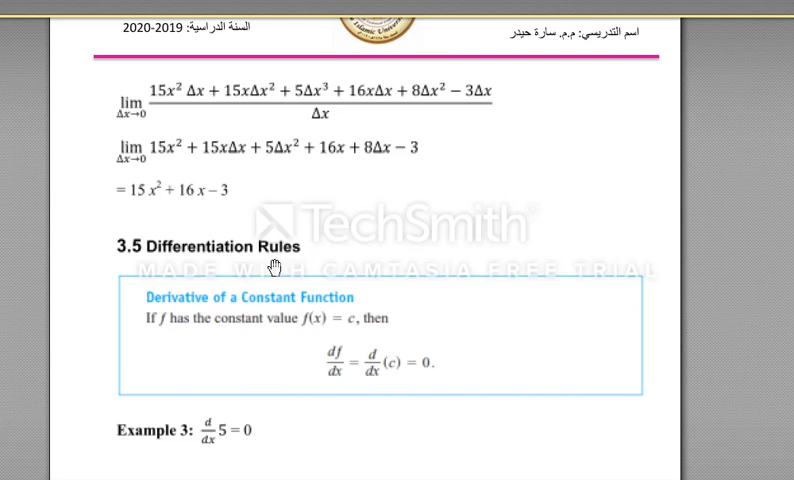 اسم التدريسي: م.م. سارة حيدر
السنة الدراسية: 2019-2020
Islamic University
lim Δx→0 (15x² Δx + 15xΔx² + 5Δx³ + 16xΔx + 8Δx² − 3Δx) / Δx
lim Δx→0 15x² + 15xΔx + 5Δx² + 16x + 8Δx − 3
= 15 x² + 16 x − 3
TechSmith
3.5 Differentiation Rules
MADE WITH CAMTASIA FREE TRIAL
Derivative of a Constant Function
If f has the constant value f(x) = c, then
df/dx = d/dx (c) = 0.
Example 3: d/dx 5 = 0